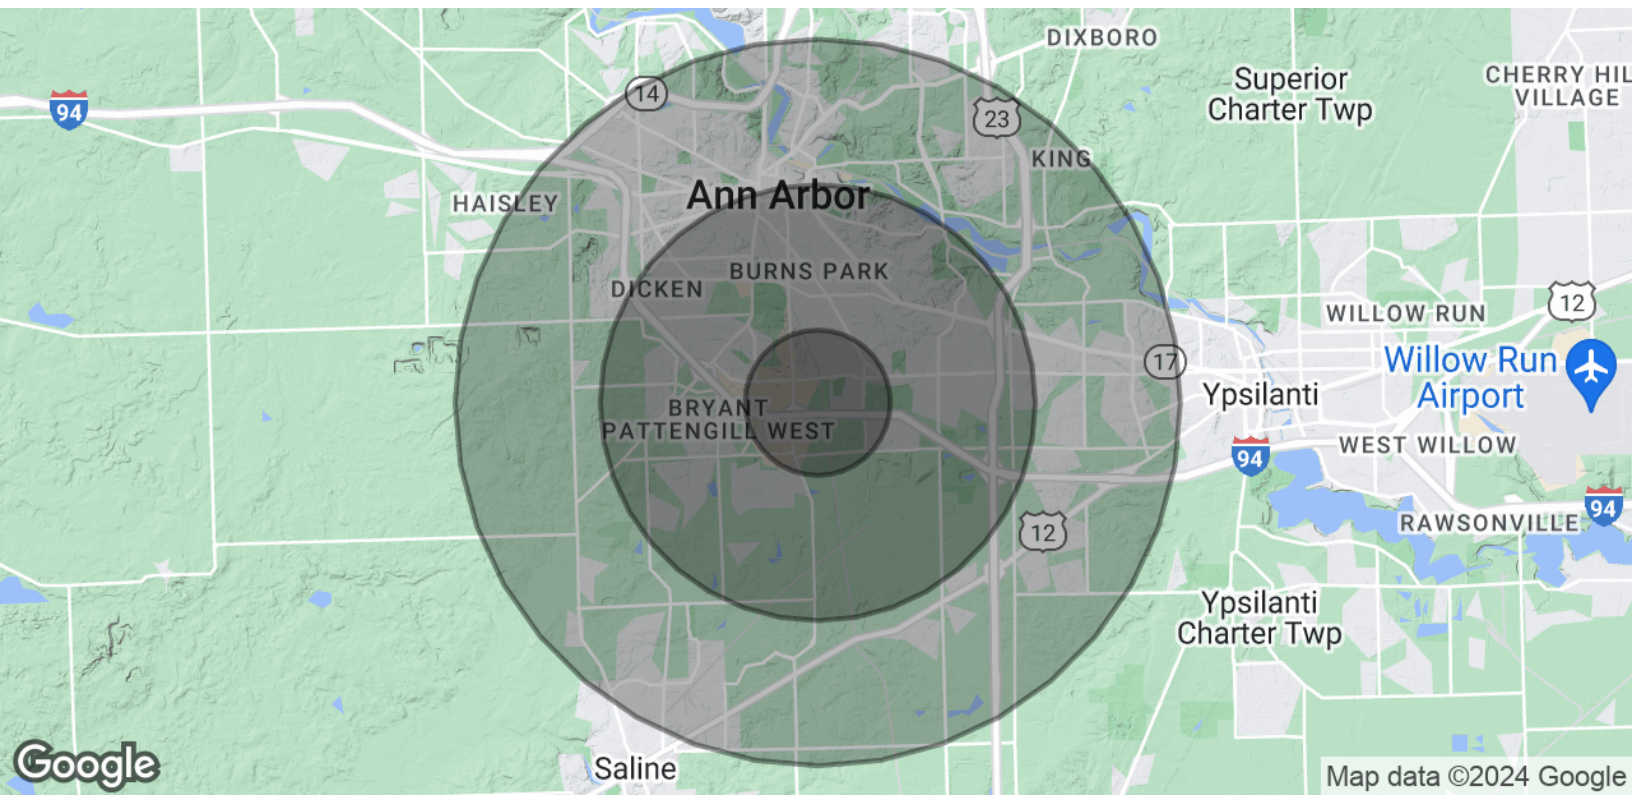 DIXBORO
Superior
Charter Twp
CHERRY HIL
VILLAGE
94
14
23
KING
HAISLEY
Ann Arbor
BURNS PARK
DICKEN
12
WILLOW RUN
Willow Run
Airport
17
Ypsilanti
BRYANT
PATTENGILL WEST
WEST WILLOW
94
94
RAWSONVILLE
12
Ypsilanti
Charter Twp
Saline
Google
Map data ©2024 Google